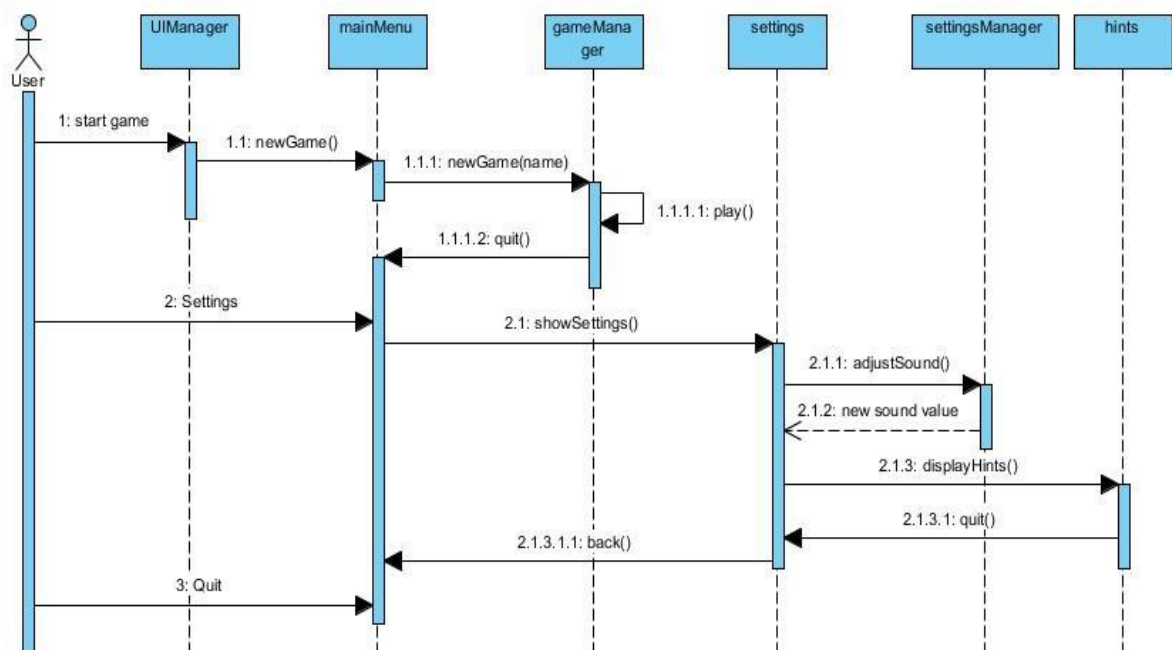 UIManager
mainMenu
gameMana
ger
settings
settingsManager
hints
User
1: start game
1.1: newGame()
1.1.1: newGame(name)
1.1.1.1: play()
1.1.1.2: quit()
2: Settings
2.1: showSettings()
2.1.1: adjustSound()
2.1.2: new sound value
2.1.3: displayHints()
2.1.3.1: quit()
2.1.3.1.1: back()
3: Quit